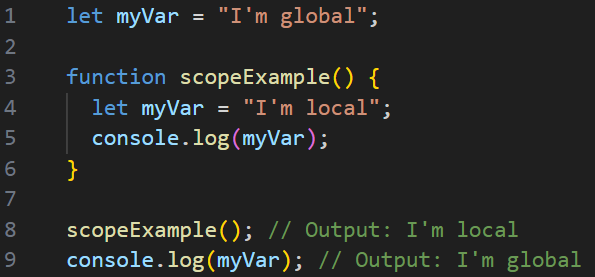 1 let myVar = "I'm global";
2
3 function scopeExample() {
4   let myVar = "I'm local";
5   console.log(myVar);
6 }
7
8 scopeExample(); // Output: I'm local
9 console.log(myVar); // Output: I'm global